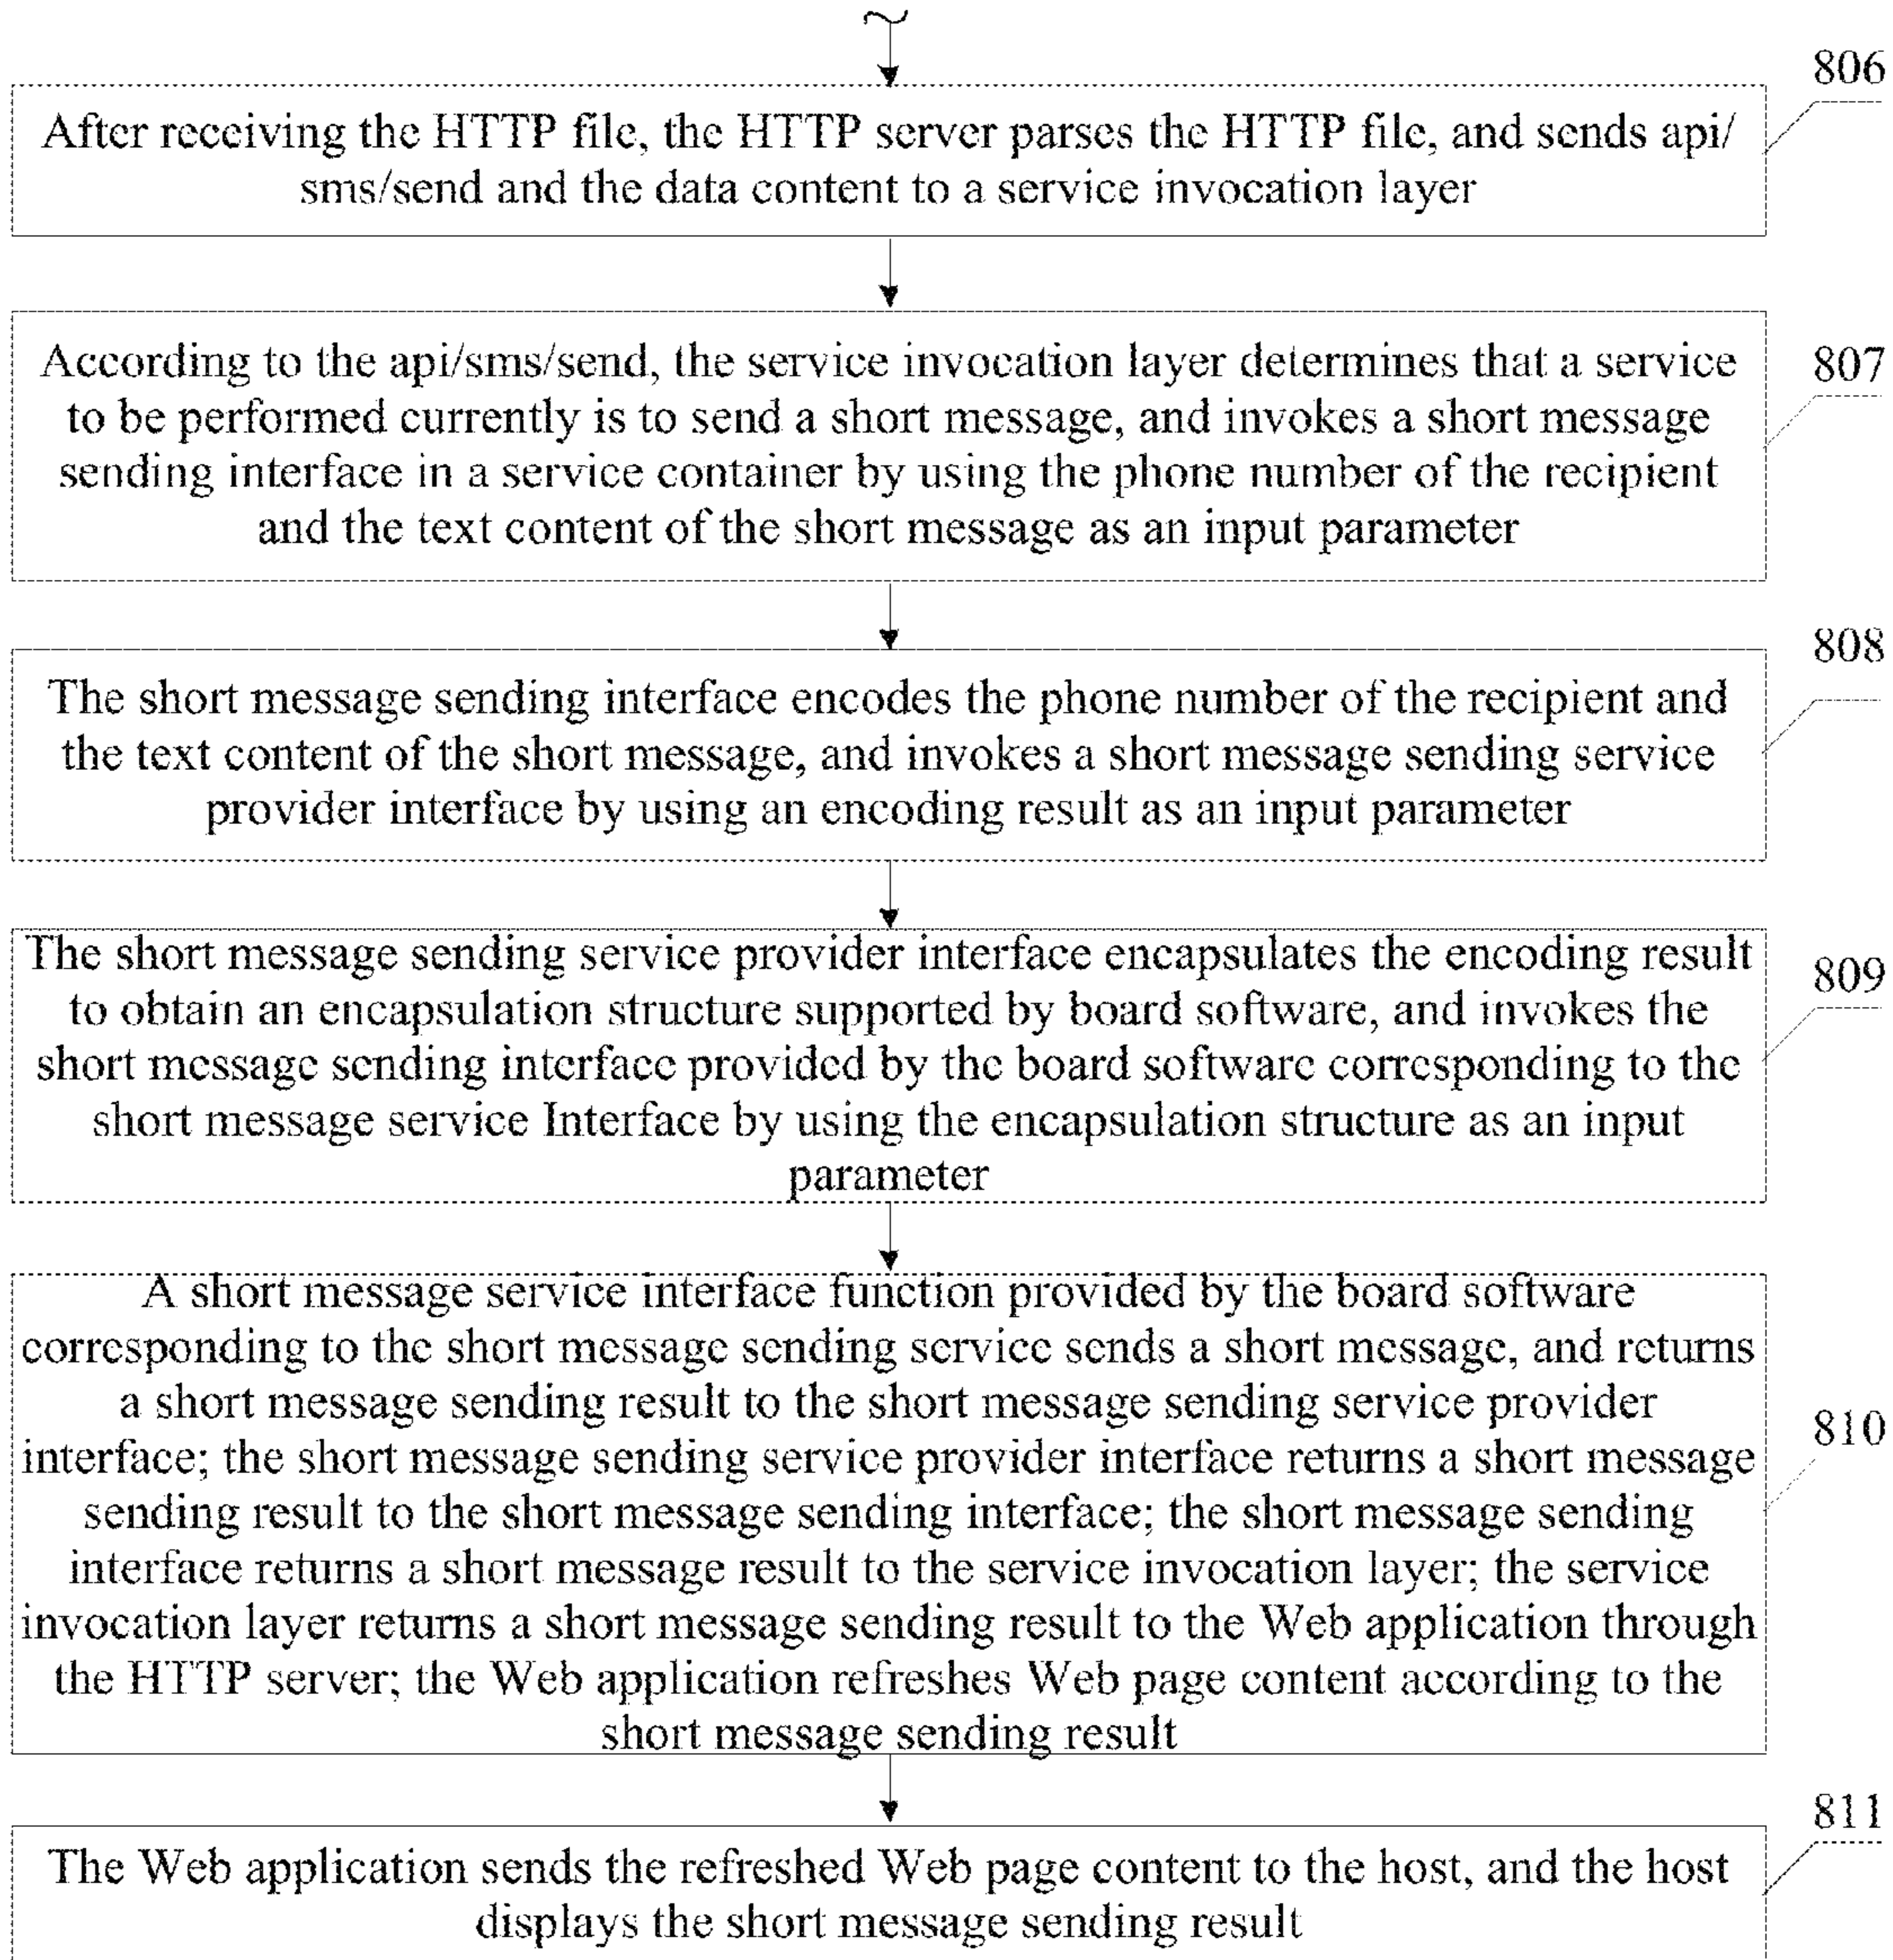 806
After receiving the HTTP file, the HTTP server parses the HTTP file, and sends api/
sms/send and the data content to a service invocation layer
807
According to the api/sms/send, the service invocation layer determines that a service
to be performed currently is to send a short message, and invokes a short message
sending interface in a service container by using the phone number of the recipient
and the text content of the short message as an input parameter
808
The short message sending interface encodes the phone number of the recipient and
the text content of the short message, and invokes a short message sending service
provider interface by using an encoding result as an input parameter
809
The short message sending service provider interface encapsulates the encoding result
to obtain an encapsulation structure supported by board software, and invokes the
short message sending interface provided by the board software corresponding to the
short message service Interface by using the encapsulation structure as an input
parameter
810
A short message service interface function provided by the board software
corresponding to the short message sending service sends a short message, and returns
a short message sending result to the short message sending service provider
interface; the short message sending service provider interface returns a short message
sending result to the short message sending interface; the short message sending
interface returns a short message result to the service invocation layer; the service
invocation layer returns a short message sending result to the Web application through
the HTTP server; the Web application refreshes Web page content according to the
short message sending result
811
The Web application sends the refreshed Web page content to the host, and the host
displays the short message sending result